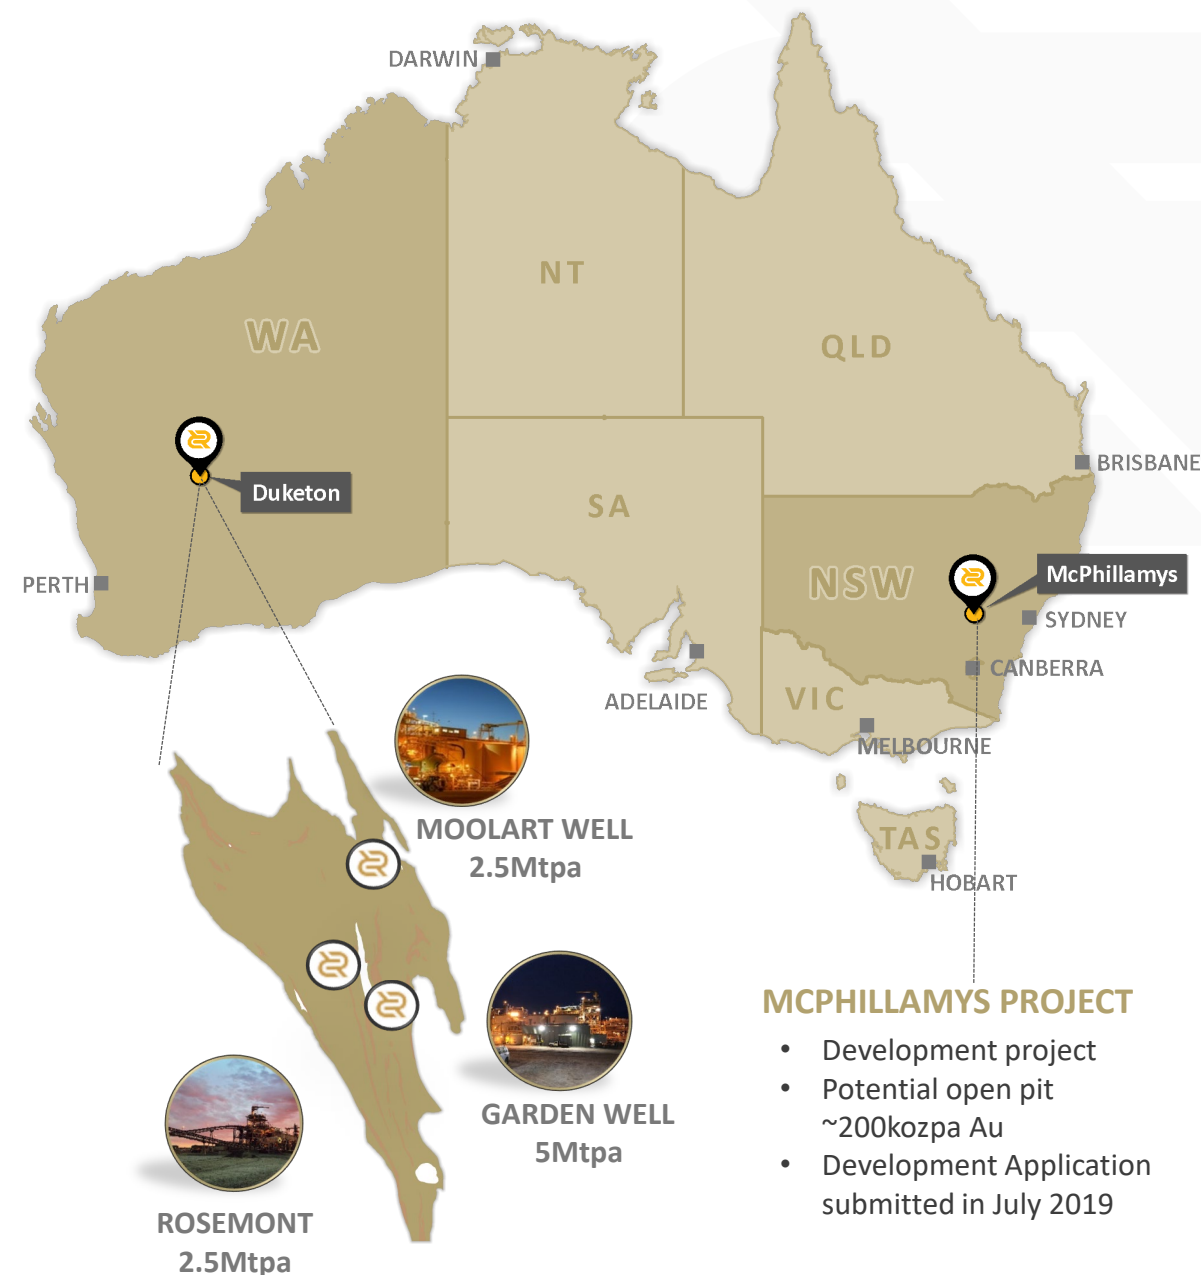 DARWIN
NT
WA
QLD
BRISBANE
Duketon
SA
McPhillamys
NSW
PERTH
SYDNEY
CANBERRA
ADELAIDE
VIC
MELBOURNE
TAS
HOBART
MOOLART WELL
2.5Mtpa
GARDEN WELL
5Mtpa
ROSEMONT
2.5Mtpa
MCPHILLAMYS PROJECT
• Development project
• Potential open pit
~200kozpa Au
• Development Application
submitted in July 2019